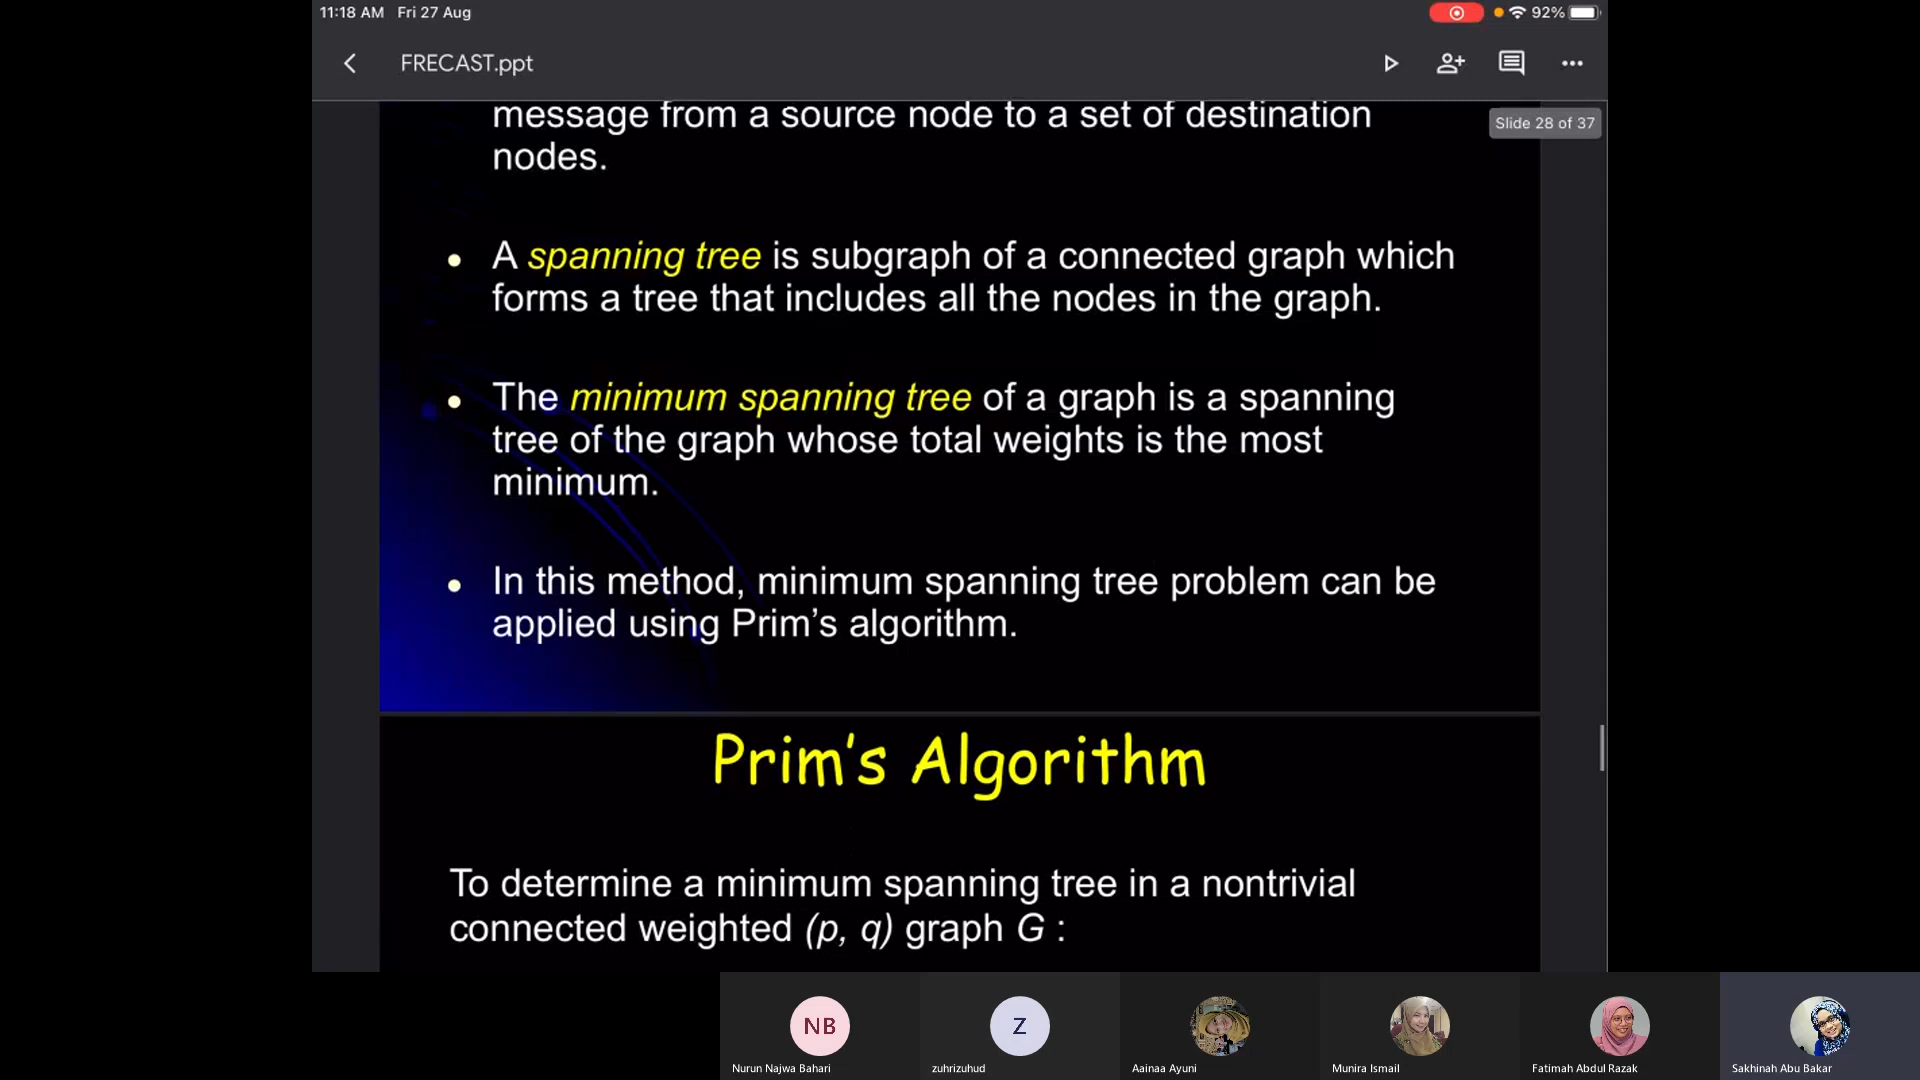 11:18 AM Fri 27 Aug
92%
FRECAST.ppt
Slide 28 of 37
message from a source node to a set of destination
nodes.
• A spanning tree is subgraph of a connected graph which
forms a tree that includes all the nodes in the graph.
• The minimum spanning tree of a graph is a spanning
tree of the graph whose total weights is the most
minimum.
• In this method, minimum spanning tree problem can be
applied using Prim’s algorithm.
Prim's Algorithm
To determine a minimum spanning tree in a nontrivial
connected weighted (p, q) graph G :
NB
Z
Nurun Najwa Bahari
zuhrizuhud
Aainaa Ayuni
Munira Ismail
Fatimah Abdul Razak
Sakhinah Abu Bakar